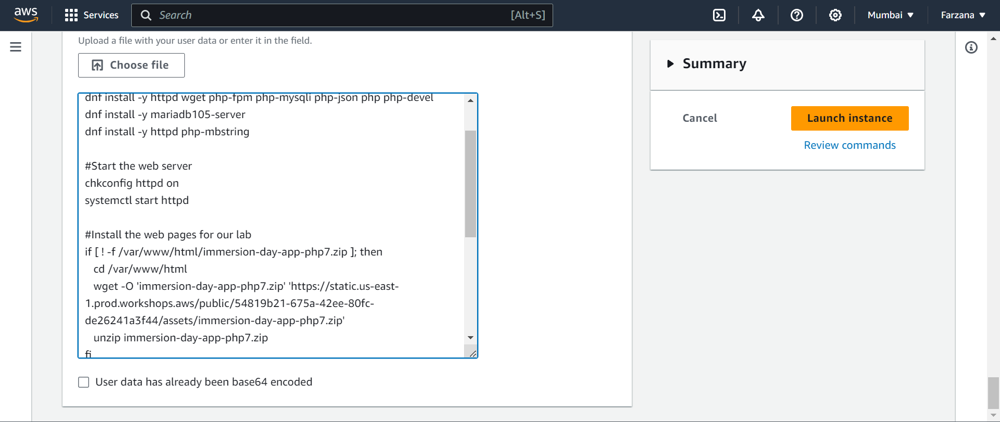 aws
Services
Search
[Alt+S]
Mumbai
Farzana
Upload a file with your user data or enter it in the field.
Choose file
dnf install -y httpd wget php-fpm php-mysqli php-json php php-devel
dnf install -y mariadb105-server
dnf install -y httpd php-mbstring
#Start the web server
chkconfig httpd on
systemctl start httpd
#Install the web pages for our lab
if [ ! -f /var/www/html/immersion-day-app-php7.zip ]; then
cd /var/www/html
wget -O 'immersion-day-app-php7.zip' 'https://static.us-east-
1.prod.workshops.aws/public/54819b21-675a-42ee-80fc-
de26241a3f44/assets/immersion-day-app-php7.zip'
unzip immersion-day-app-php7.zip
fi
User data has already been base64 encoded
Summary
Cancel
Launch instance
Review commands